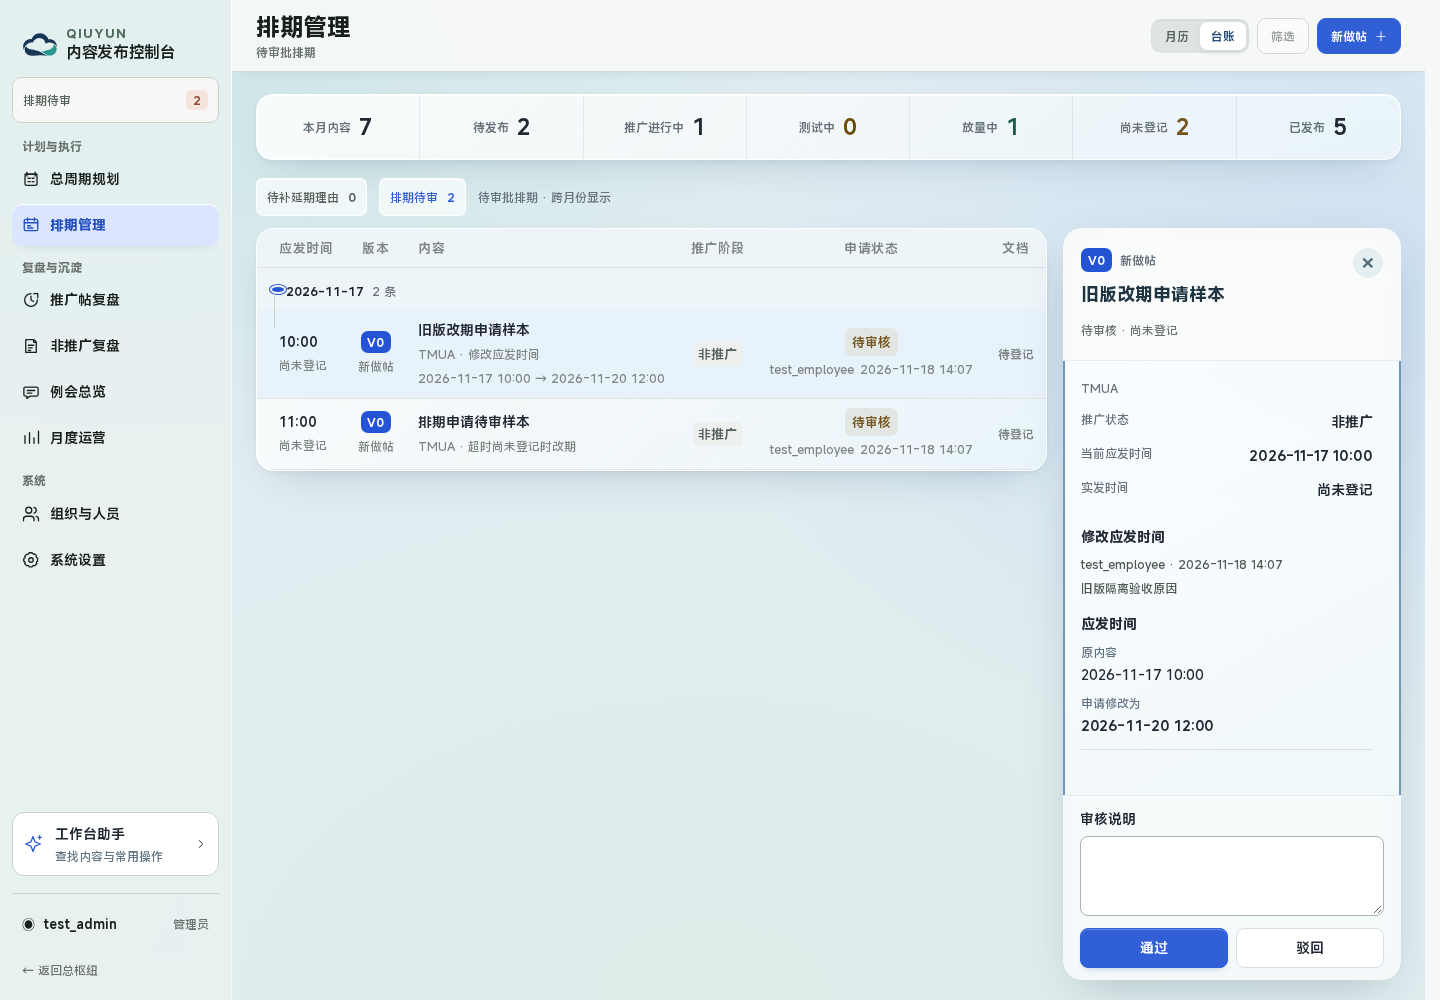 QIUYUN
内容发布控制台
排期待审 2
计划与执行
总周期规划
排期管理
复盘与沉淀
推广帖复盘
非推广复盘
例会总览
月度运营
系统
组织与人员
系统设置
工作台助手
查找内容与常用操作
test_admin 管理员
← 返回总枢纽
排期管理
待审批排期
月历 台账 筛选 新做帖 +
本月内容 7 待发布 2 推广进行中 1 测试中 0 放量中 1 尚未登记 2 已发布 5
待补延期理由 0 排期待审 2 待审批排期 · 跨月份显示
应发时间 版本 内容 推广阶段 申请状态 文档
2026-11-17 2 条
10:00 尚未登记
V0 新做帖
旧版改期申请样本
TMUA · 修改应发时间
2026-11-17 10:00 → 2026-11-20 12:00
非推广
待审核
test_employee 2026-11-18 14:07
待登记
11:00 尚未登记
V0 新做帖
排期申请待审样本
TMUA · 超时尚未登记时改期
非推广
待审核
test_employee 2026-11-18 14:07
待登记
V0 新做帖
旧版改期申请样本
待审核 · 尚未登记
TMUA
推广状态 非推广
当前应发时间 2026-11-17 10:00
实发时间 尚未登记
修改应发时间
test_employee · 2026-11-18 14:07
旧版隔离验收原因
应发时间
原内容
2026-11-17 10:00
申请修改为
2026-11-20 12:00
审核说明
通过 驳回